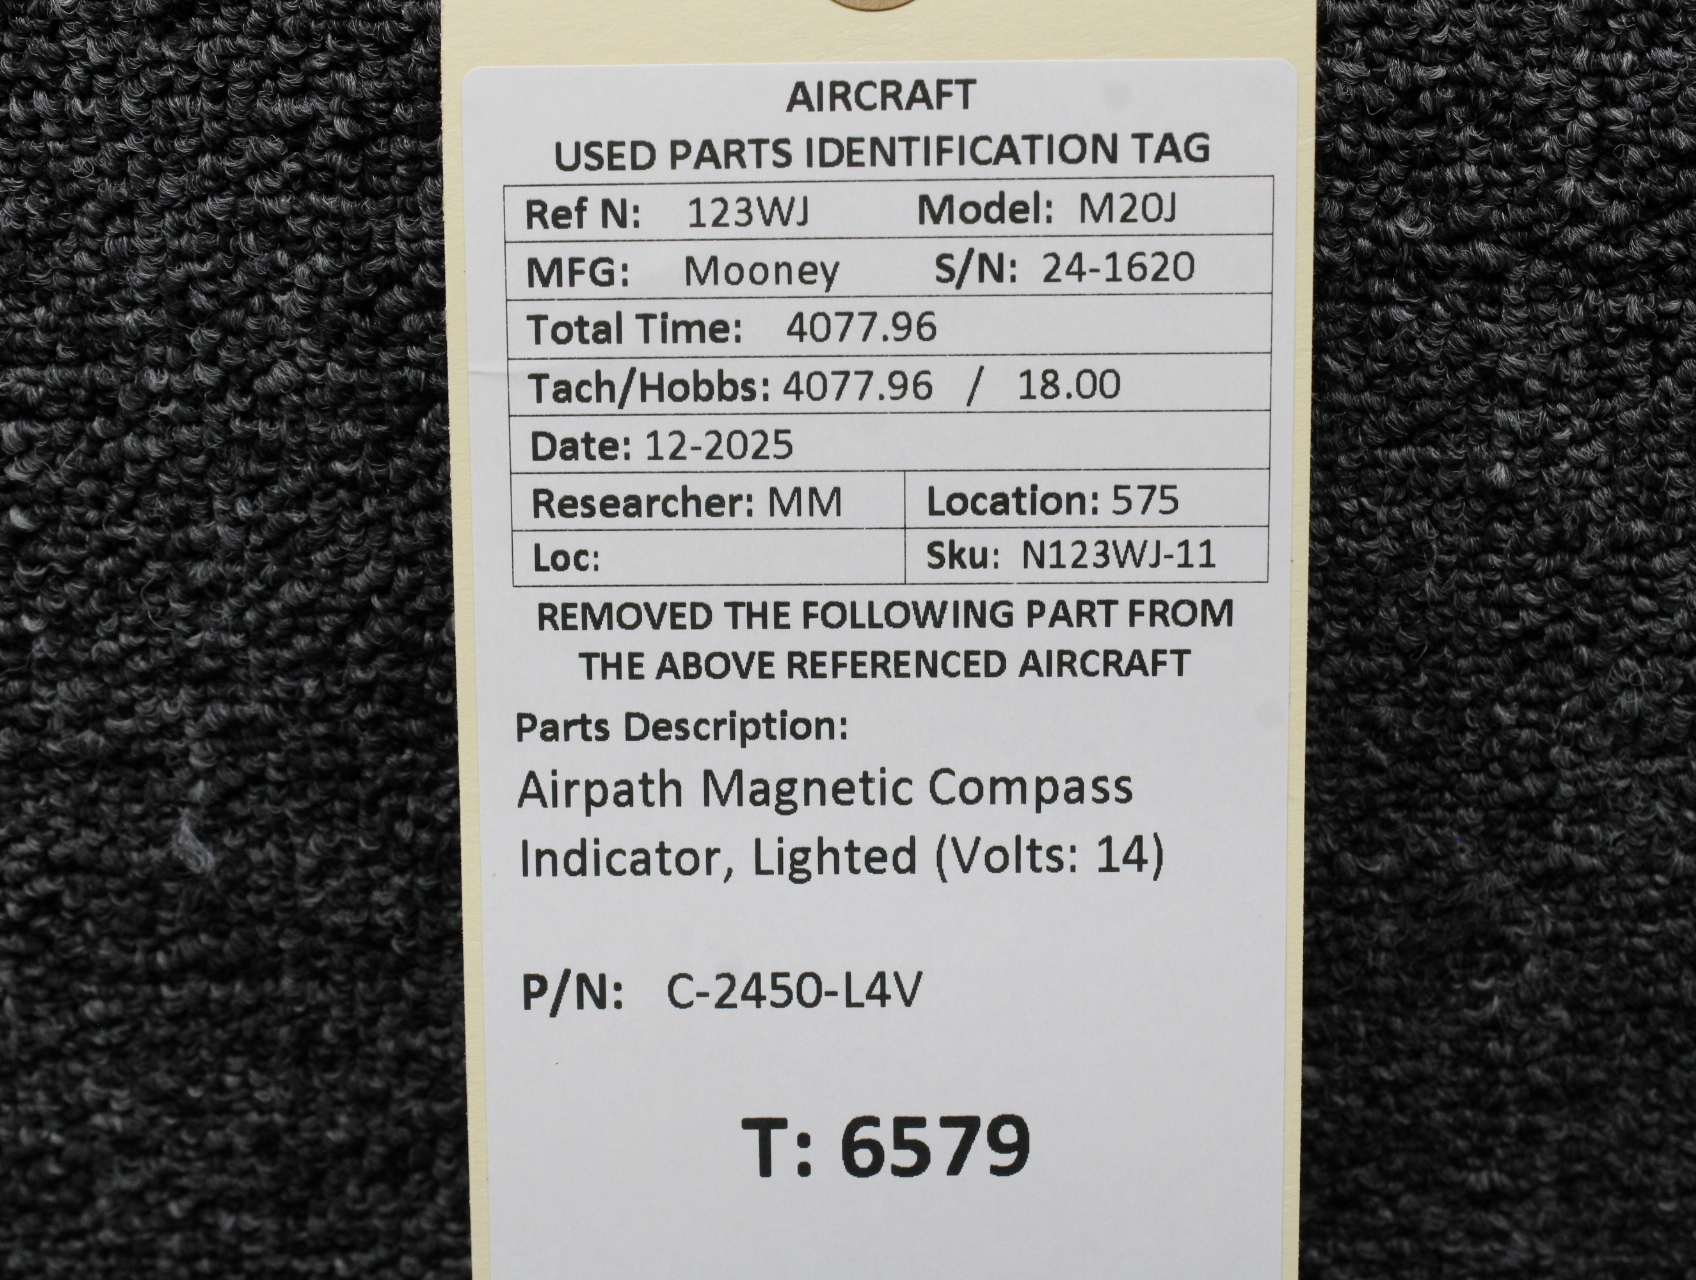 AIRCRAFT
USED PARTS IDENTIFICATION TAG
Ref N: 123WJ Model: M20J
MFG: Mooney S/N: 24-1620
Total Time: 4077.96
Tach/Hobbs: 4077.96 / 18.00
Date: 12-2025
Researcher: MM Location: 575
Loc: Sku: N123WJ-11
REMOVED THE FOLLOWING PART FROM
THE ABOVE REFERENCED AIRCRAFT
Parts Description:
Airpath Magnetic Compass
Indicator, Lighted (Volts: 14)
P/N: C-2450-L4V
T: 6579